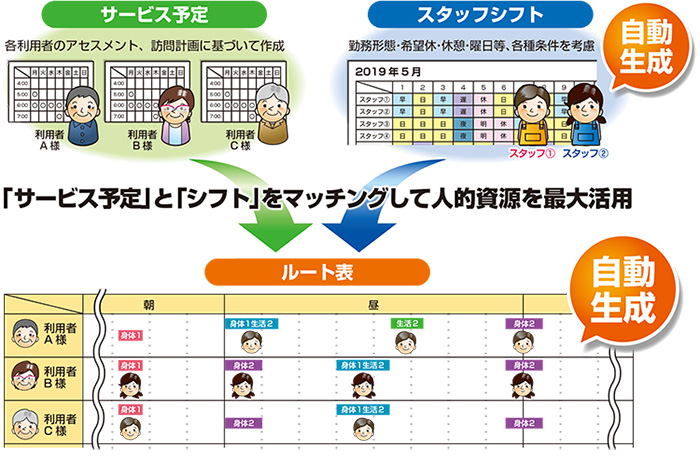 サービス予定
スタッフシフト
自動
生成
各利用者のアセスメント、訪問計画に基づいて作成
勤務形態・希望休・休憩・曜日等、各種条件を考慮
月火水木金土日
4:00
5:00
6:00
7:00
利用者
A様
月火水木金土日
利用者
B様
月火水木金土日
4:00
5:00
6:00
7:00
利用者
C様
2019年5月
1 2 3 4 5 6 9
スタッフ① 早 日 早 遅 休 日
スタッフ② 早 日 早 遅 休 日
スタッフ③ 日 日 日 夜 明 休
スタッフ④ 日 日 日 夜 明 休
スタッフ① スタッフ②
「サービス予定」と「シフト」をマッチングして人的資源を最大活用
ルート表
自動
生成
朝 昼
利用者
A様
身体1 身体1生活2 生活2 身体1身体2
利用者
B様
身体1 身体2 身体1生活2 身体2
利用者
C様
身体1 身体2 身体1生活2 身体2